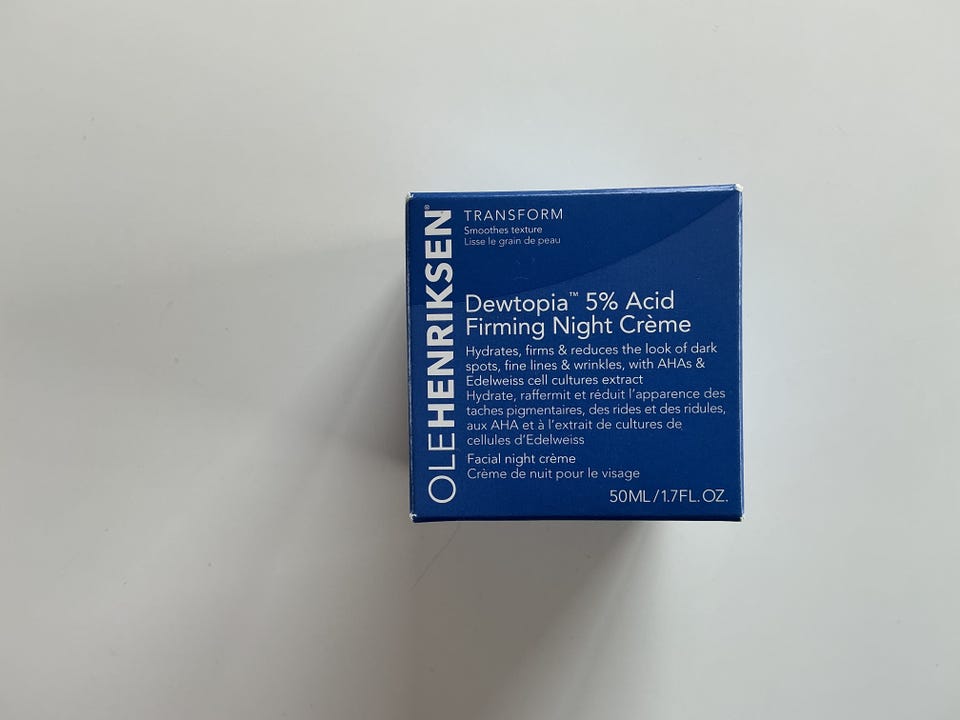 OLEHENRIKSEN®
TRANSFORM
Smoothes texture
Lisse le grain de peau
Dewtopia™ 5% Acid
Firming Night Crème
Hydrates, firms & reduces the look of dark
spots, fine lines & wrinkles, with AHAs &
Edelweiss cell cultures extract
Hydrate, raffermit et réduit l'apparence des
taches pigmentaires, des rides et des ridules,
aux AHA et à l'extrait de cultures de
cellules d'Edelweiss
Facial night crème
Crème de nuit pour le visage
50ML/1.7FL.OZ.